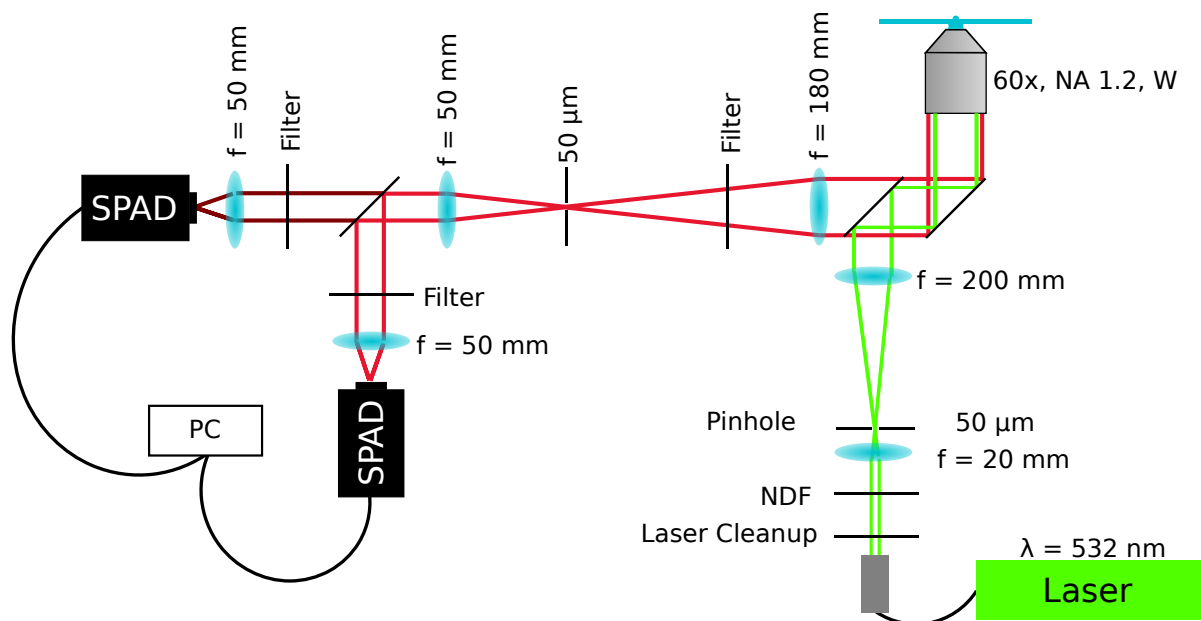 f = 50 mm
Filter
f = 50 mm
50 μm
Filter
f = 180 mm
60x, NA 1.2, W
SPAD
f = 200 mm
Filter
f = 50 mm
PC
SPAD
Pinhole
50 μm
f = 20 mm
NDF
Laser Cleanup
λ = 532 nm
Laser